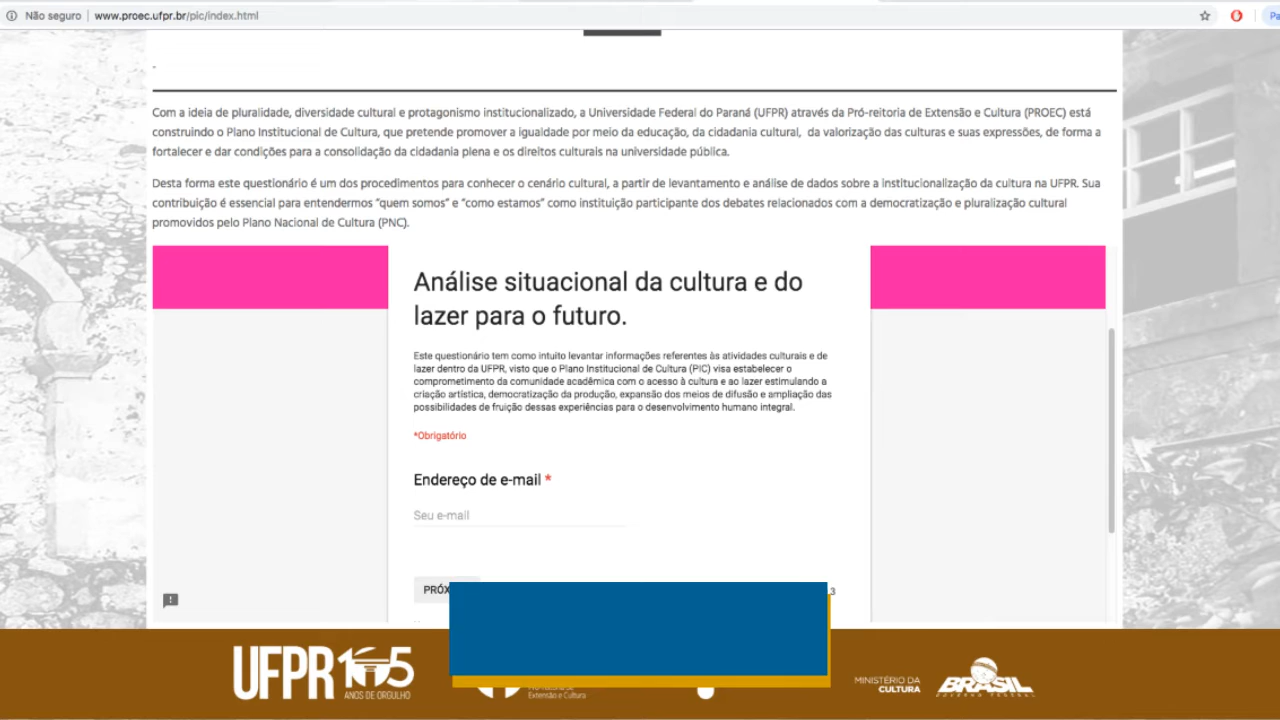 Não seguro | www.proec.ufpr.br/pic/index.html
-
Com a ideia de pluralidade, diversidade cultural e protagonismo institucionalizado, a Universidade Federal do Paraná (UFPR) através da Pró-reitoria de Extensão e Cultura (PROEC) está
construindo o Plano Institucional de Cultura, que pretende promover a igualdade por meio da educação, da cidadania cultural, da valorização das culturas e suas expressões, de forma a
fortalecer e dar condições para a consolidação da cidadania plena e os direitos culturais na universidade pública.
Desta forma este questionário é um dos procedimentos para conhecer o cenário cultural, a partir de levantamento e análise de dados sobre a institucionalização da cultura na UFPR. Sua
contribuição é essencial para entendermos "quem somos" e "como estamos" como instituição participante dos debates relacionados com a democratização e pluralização cultural
promovidos pelo Plano Nacional de Cultura (PNC).
Análise situacional da cultura e do
lazer para o futuro.
Este questionário tem como intuito levantar informações referentes às atividades culturais e de
lazer dentro da UFPR, visto que o Plano Institucional de Cultura (PIC) visa estabelecer o
comprometimento da comunidade acadêmica com o acesso à cultura e ao lazer estimulando a
criação artística, democratização da produção, expansão dos meios de difusão e ampliação das
possibilidades de fruição dessas experiências para o desenvolvimento humano integral.
*Obrigatório
Endereço de e-mail *
Seu e-mail
PRÓX
3
UFPR 105
ANOS DE ORGULHO
Extensão e Cultura
MINISTÉRIO DA
CULTURA
BRASIL
GOVERNO FEDERAL